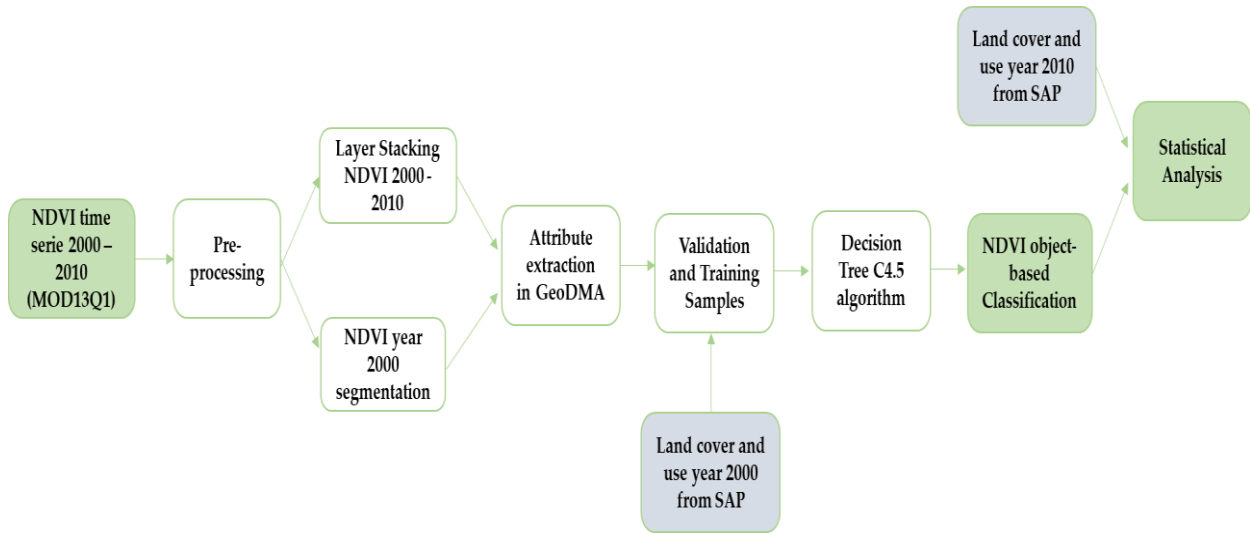 NDVI time
serie 2000 –
2010
(MOD13Q1)
Pre-
processing
Layer Stacking
NDVI 2000 -
2010
NDVI year
2000
segmentation
Attribute
extraction
in GeoDMA
Validation
and Training
Samples
Land cover and
use year 2000
from SAP
Decision
Tree C4.5
algorithm
NDVI object-
based
Classification
Land cover and
use year 2010
from SAP
Statistical
Analysis